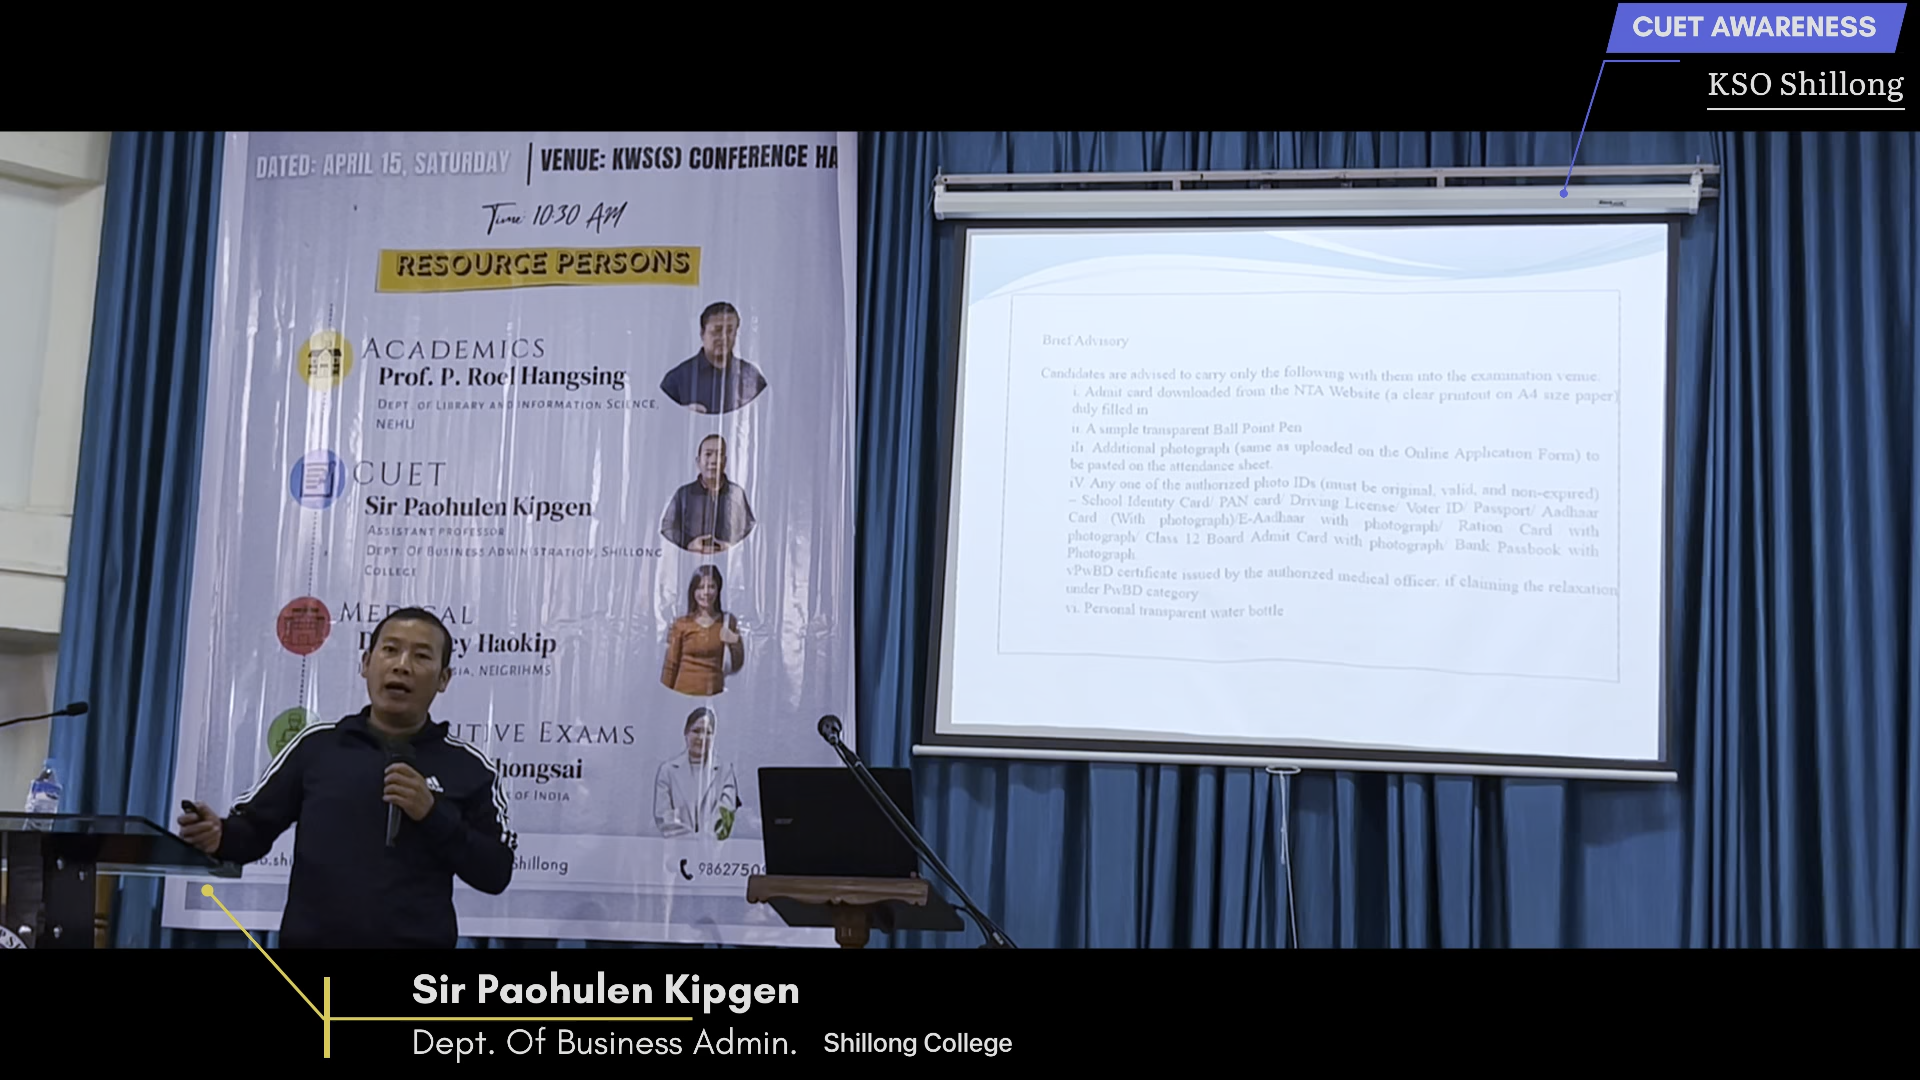 CUET AWARENESS
KSO Shillong
DATED: APRIL 15, SATURDAY
VENUE: KWS(S) CONFERENCE HA
Time: 10:30 AM
RESOURCE PERSONS
ACADEMICS
Prof. P. Roel Hangsing
DEPT. OF LIBRARY AND INFORMATION SCIENCE,
NEHU
CUET
Sir Paohulen Kipgen
ASSISTANT PROFESSOR
DEPT. OF BUSINESS ADMINISTRATION, SHILLONG
COLLEGE
Haokip
NEIGRIHMS
EXAMS
OF INDIA
Shillong
Brief Advisory
Candidates are advised to carry only the following with them into the examination venue:
i. Admit card downloaded from the NTA Website (a clear printout on A4 size paper)
duly filled in
ii. A simple transparent Ball Point Pen
iii. Additional photograph (same as uploaded on the Online Application Form) to
be pasted on the attendance sheet.
iV. Any one of the authorized photo IDs (must be original, valid, and non-expired)
– School Identity Card/ PAN card/ Driving License/ Voter ID/ Passport/ Aadhaar
Card (With photograph)/E-Aadhaar with photograph/ Ration Card with
photograph/ Class 12 Board Admit Card with photograph/ Bank Passbook with
Photograph.
vPwBD certificate issued by the authorized medical officer, if claiming the relaxation
under PwBD category
vi. Personal transparent water bottle
Sir Paohulen Kipgen
Dept. Of Business Admin. Shillong College